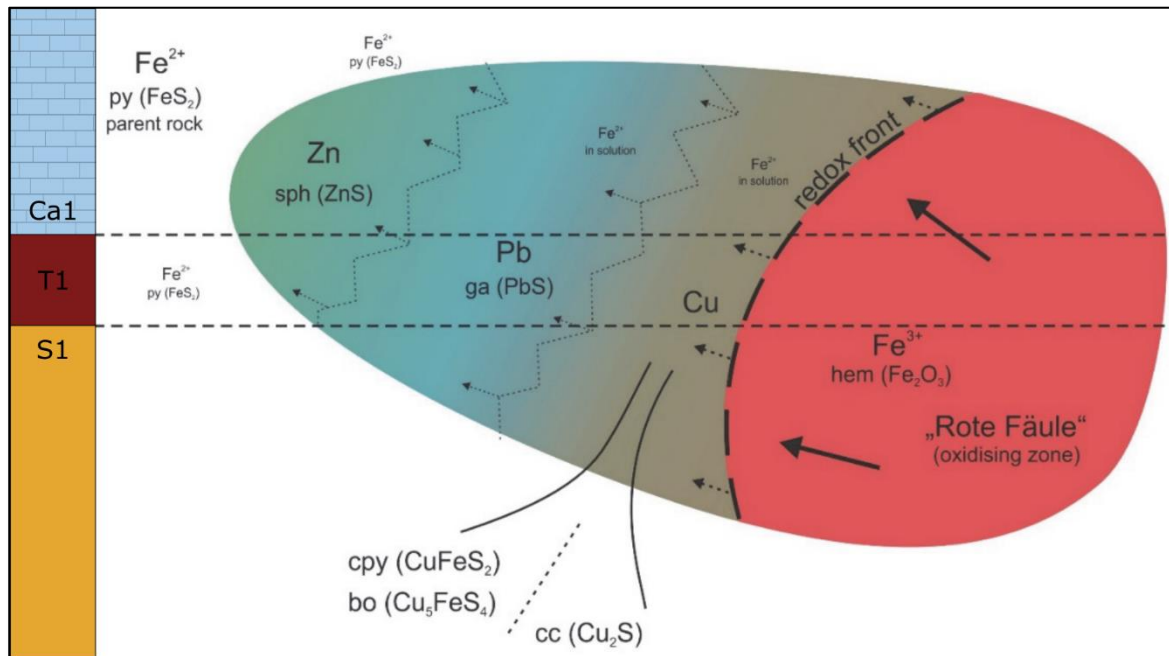 Ca1
T1
S1
Fe²⁺
py (FeS₂)
parent rock
Fe²⁺
py (FeS₂)
Fe²⁺
py (FeS₂)
Zn
sph (ZnS)
Fe²⁺
in solution
Pb
ga (PbS)
Fe²⁺
in solution
redox front
Cu
Fe³⁺
hem (Fe₂O₃)
„Rote Fäule“
(oxidising zone)
cpy (CuFeS₂)
bo (Cu₅FeS₄)
cc (Cu₂S)